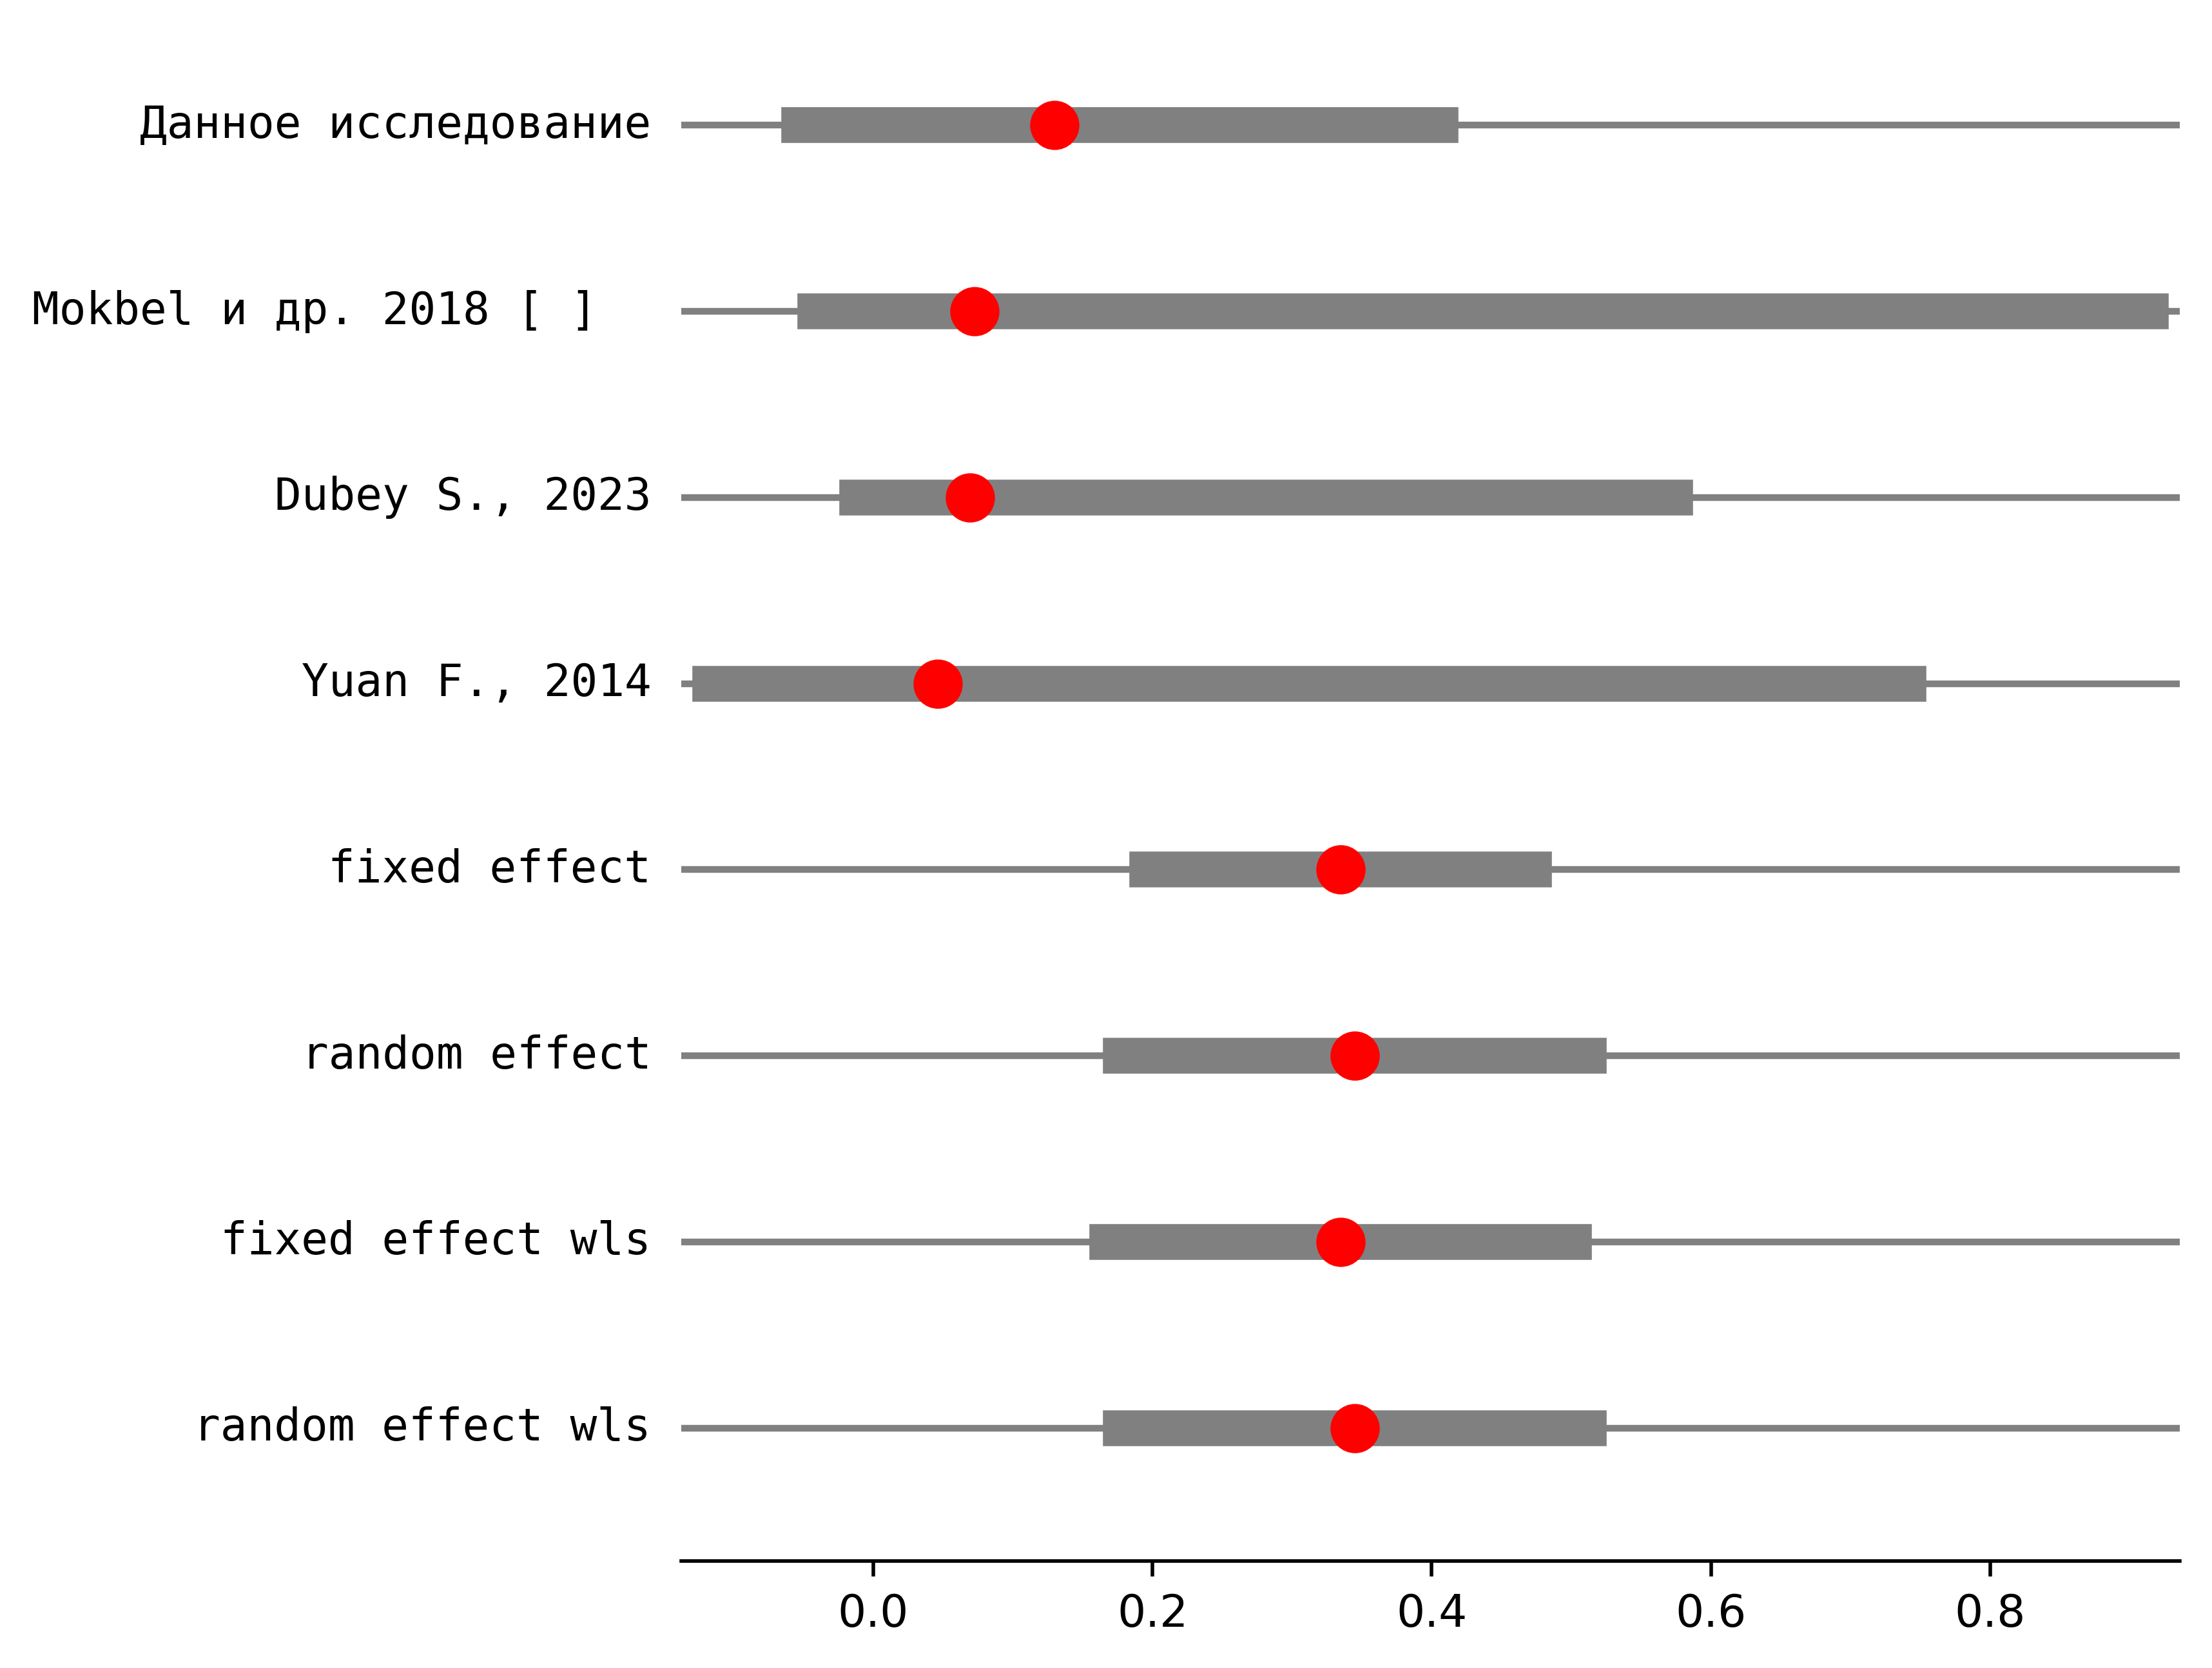 Данное исследование
Mokbel и др. 2018 [ ]
Dubey S., 2023
Yuan F., 2014
fixed effect
random effect
fixed effect wls
random effect wls
0.0 0.2 0.4 0.6 0.8